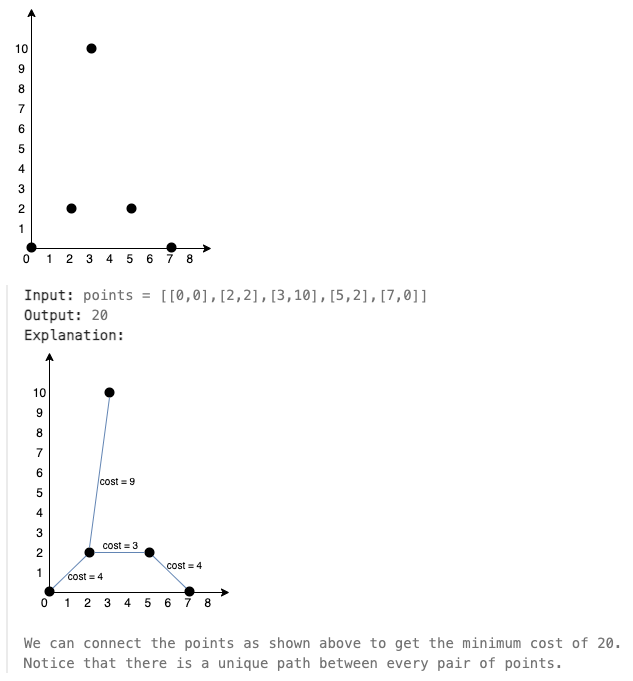 10
9
8
7
6
5
4
3
2
1
0 1 2 3 4 5 6 7 8
Input: points = [[0,0],[2,2],[3,10],[5,2],[7,0]]
Output: 20
Explanation:
10
9
8
7
6
cost = 9
5
4
3
cost = 3
2
cost = 4
1
cost = 4
0 1 2 3 4 5 6 7 8
We can connect the points as shown above to get the minimum cost of 20.
Notice that there is a unique path between every pair of points.